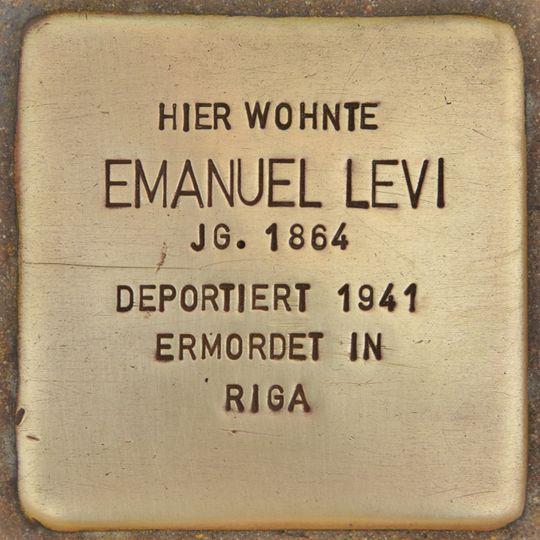 HIER WOHNTE
EMANUEL LEVI
JG. 1864
DEPORTIERT 1941
ERMORDET IN
RIGA